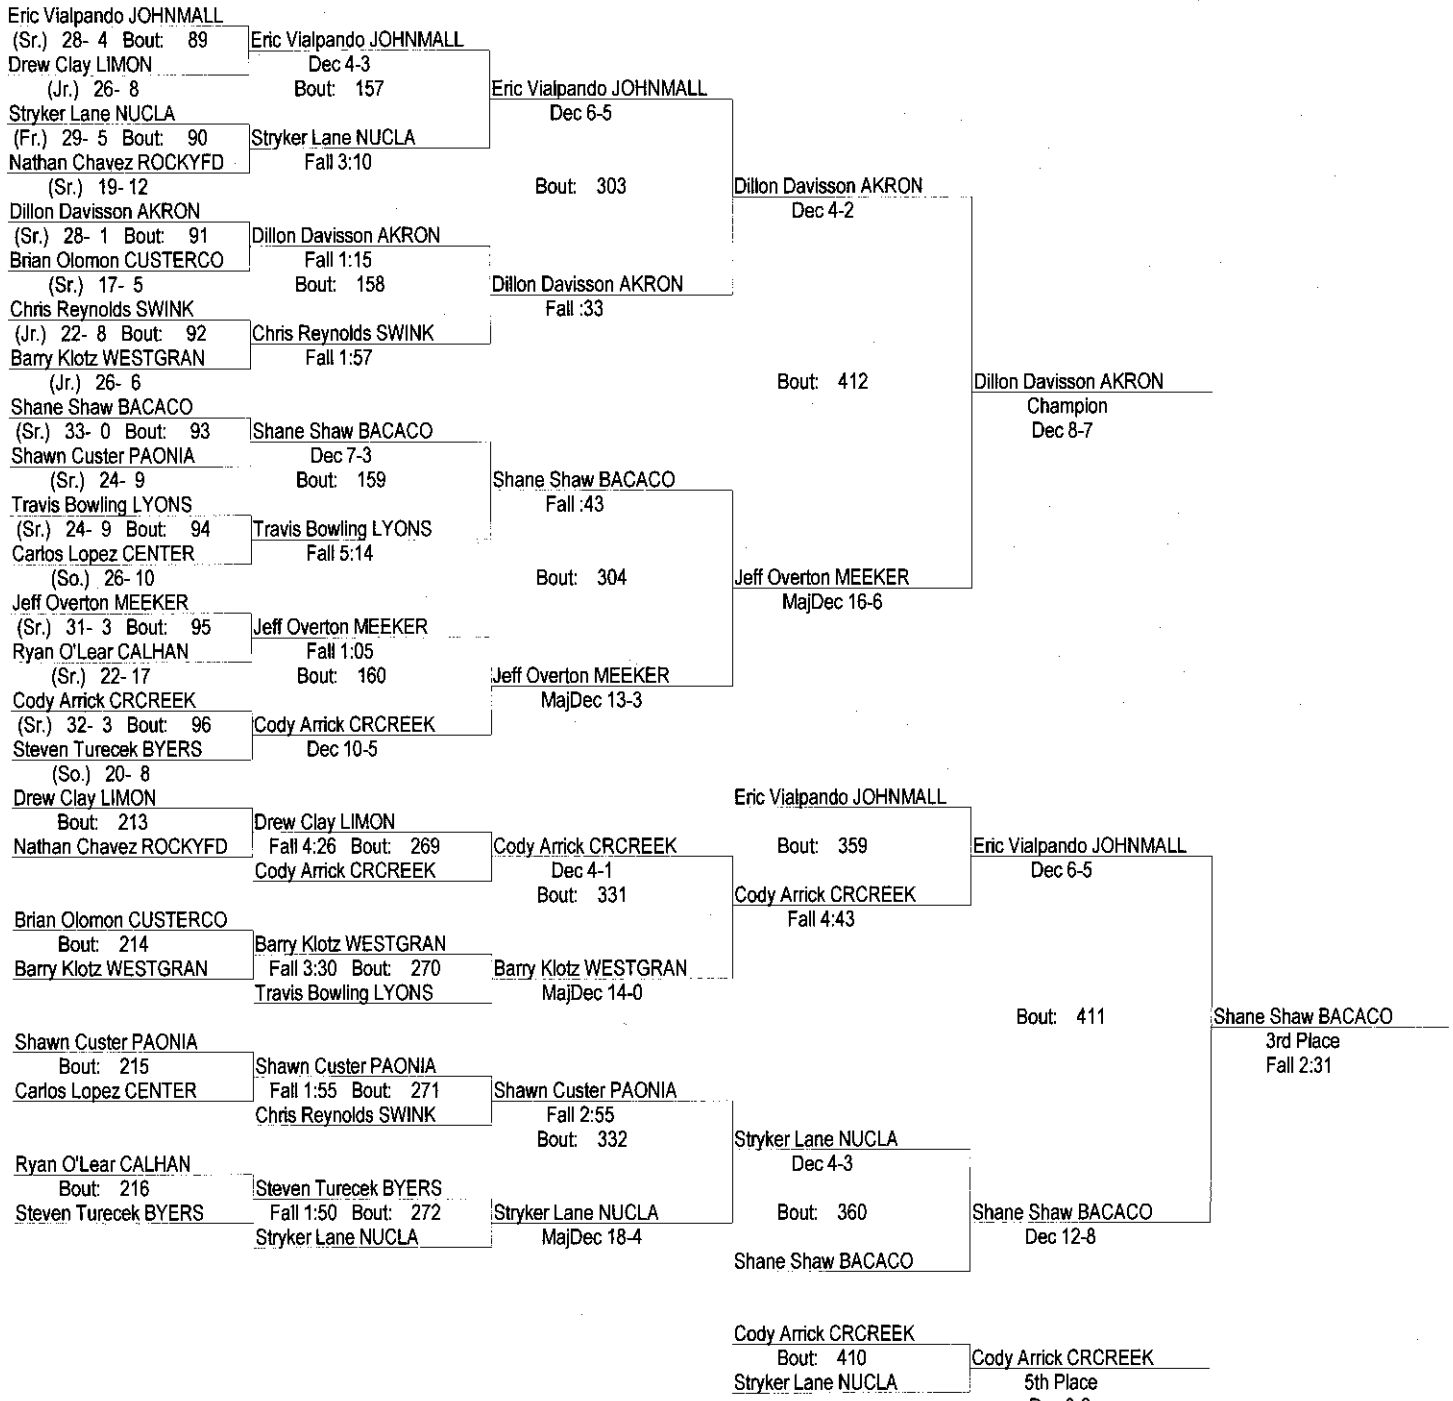 Eric Vialpando JOHNMALL
(Sr.) 28- 4 Bout: 89
Drew Clay LIMON
(Jr.) 26- 8
Stryker Lane NUCLA
(Fr.) 29- 5 Bout: 90
Nathan Chavez ROCKYFD
(Sr.) 19- 12
Dillon Davisson AKRON
(Sr.) 28- 1 Bout: 91
Brian Olomon CUSTERCO
(Sr.) 17- 5
Chris Reynolds SWINK
(Jr.) 22- 8 Bout: 92
Barry Klotz WESTGRAN
(Jr.) 26- 6
Shane Shaw BACACO
(Sr.) 33- 0 Bout: 93
Shawn Custer PAONIA
(Sr.) 24- 9
Travis Bowling LYONS
(Sr.) 24- 9 Bout: 94
Carlos Lopez CENTER
(So.) 26- 10
Jeff Overton MEEKER
(Sr.) 31- 3 Bout: 95
Ryan O'Lear CALHAN
(Sr.) 22- 17
Cody Arrick CRCREEK
(Sr.) 32- 3 Bout: 96
Steven Turecek BYERS
(So.) 20- 8
Eric Vialpando JOHNMALL
Dec 4-3
Bout: 157
Stryker Lane NUCLA
Fall 3:10
Dillon Davisson AKRON
Fall 1:15
Bout: 158
Chris Reynolds SWINK
Fall 1:57
Shane Shaw BACACO
Dec 7-3
Bout: 159
Travis Bowling LYONS
Fall 5:14
Jeff Overton MEEKER
Fall 1:05
Bout: 160
Cody Arrick CRCREEK
Dec 10-5
Eric Vialpando JOHNMALL
Dec 6-5
Bout: 303
Dillon Davisson AKRON
Fall :33
Shane Shaw BACACO
Fall :43
Bout: 304
Jeff Overton MEEKER
MajDec 13-3
Dillon Davisson AKRON
Dec 4-2
Bout: 412
Jeff Overton MEEKER
MajDec 16-6
Dillon Davisson AKRON
Champion
Dec 8-7
Drew Clay LIMON
Bout: 213
Nathan Chavez ROCKYFD
Brian Olomon CUSTERCO
Bout: 214
Barry Klotz WESTGRAN
Shawn Custer PAONIA
Bout: 215
Carlos Lopez CENTER
Ryan O'Lear CALHAN
Bout: 216
Steven Turecek BYERS
Drew Clay LIMON
Fall 4:26 Bout: 269
Cody Arrick CRCREEK
Barry Klotz WESTGRAN
Fall 3:30 Bout: 270
Travis Bowling LYONS
Shawn Custer PAONIA
Fall 1:55 Bout: 271
Chris Reynolds SWINK
Steven Turecek BYERS
Fall 1:50 Bout: 272
Stryker Lane NUCLA
Cody Arrick CRCREEK
Dec 4-1
Bout: 331
Barry Klotz WESTGRAN
MajDec 14-0
Shawn Custer PAONIA
Fall 2:55
Bout: 332
Stryker Lane NUCLA
MajDec 18-4
Eric Vialpando JOHNMALL
Bout: 359
Cody Arrick CRCREEK
Fall 4:43
Stryker Lane NUCLA
Dec 4-3
Bout: 360
Shane Shaw BACACO
Eric Vialpando JOHNMALL
Dec 6-5
Bout: 411
Shane Shaw BACACO
Dec 12-8
Shane Shaw BACACO
3rd Place
Fall 2:31
Cody Arrick CRCREEK
Bout: 410
Stryker Lane NUCLA
Cody Arrick CRCREEK
5th Place